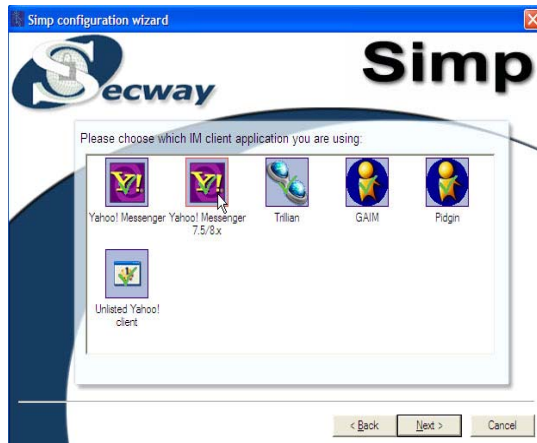 Simp configuration wizard
Secway
Simp
Please choose which IM client application you are using:
Yahoo! Messenger
Yahoo! Messenger
7.5/8.x
Trillian
GAIM
Pidgin
Unlisted Yahoo!
client
< Back
Next >
Cancel